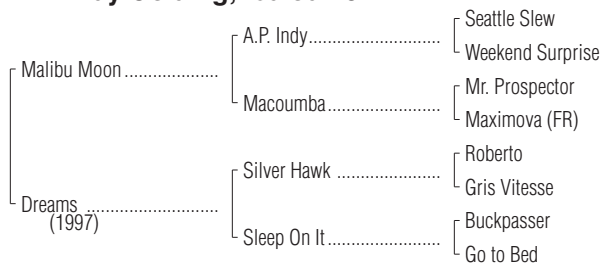 Seattle Slew
A.P. Indy
Weekend Surprise
Malibu Moon
Mr. Prospector
Macoumba
Maximova (FR)
Roberto
Silver Hawk
Gris Vitesse
Dreams
(1997)
Buckpasser
Sleep On It
Go to Bed